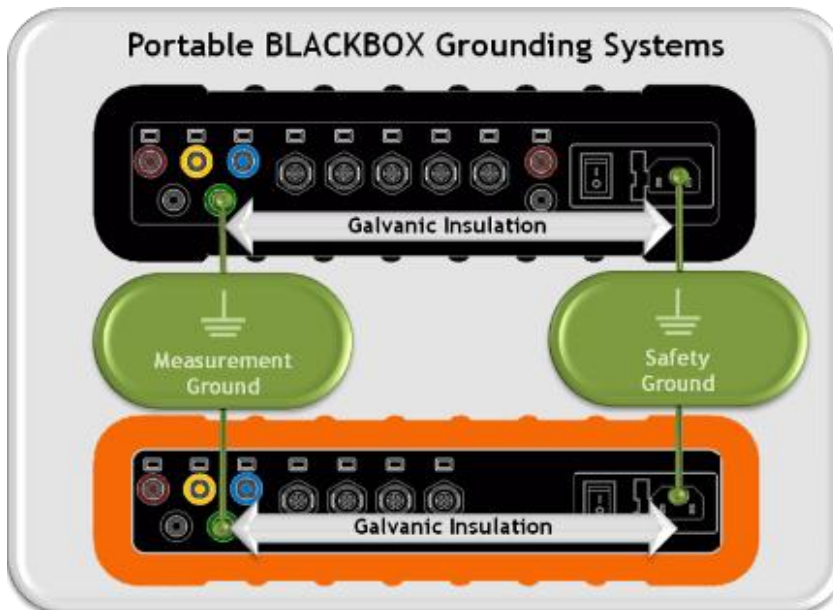 Portable BLACKBOX Grounding Systems
Galvanic Insulation
Measurement
Ground
Safety
Ground
Galvanic Insulation